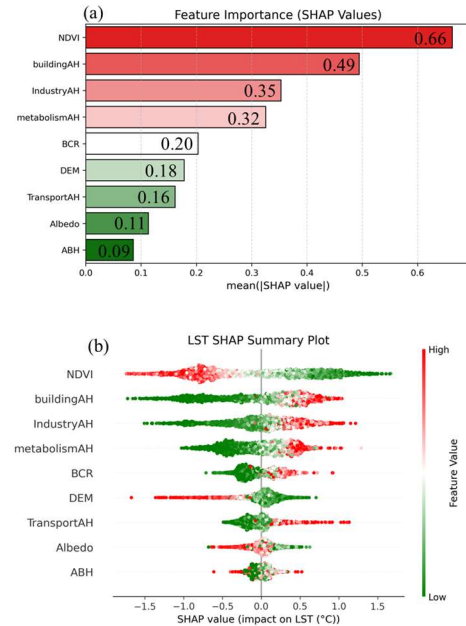 (a)
Feature Importance (SHAP Values)
NDVI
0.66
buildingAH
0.49
IndustryAH
0.35
metabolismAH
0.32
BCR
0.20
DEM
0.18
TransportAH
0.16
Albedo
0.11
ABH
0.09
0.0 0.1 0.2 0.3 0.4 0.5 0.6
mean(|SHAP value|)
(b)
LST SHAP Summary Plot
High
NDVI
buildingAH
IndustryAH
metabolismAH
BCR
DEM
TransportAH
Albedo
ABH
Feature Value
Low
−1.5 −1.0 −0.5 0.0 0.5 1.0 1.5
SHAP value (impact on LST (°C))